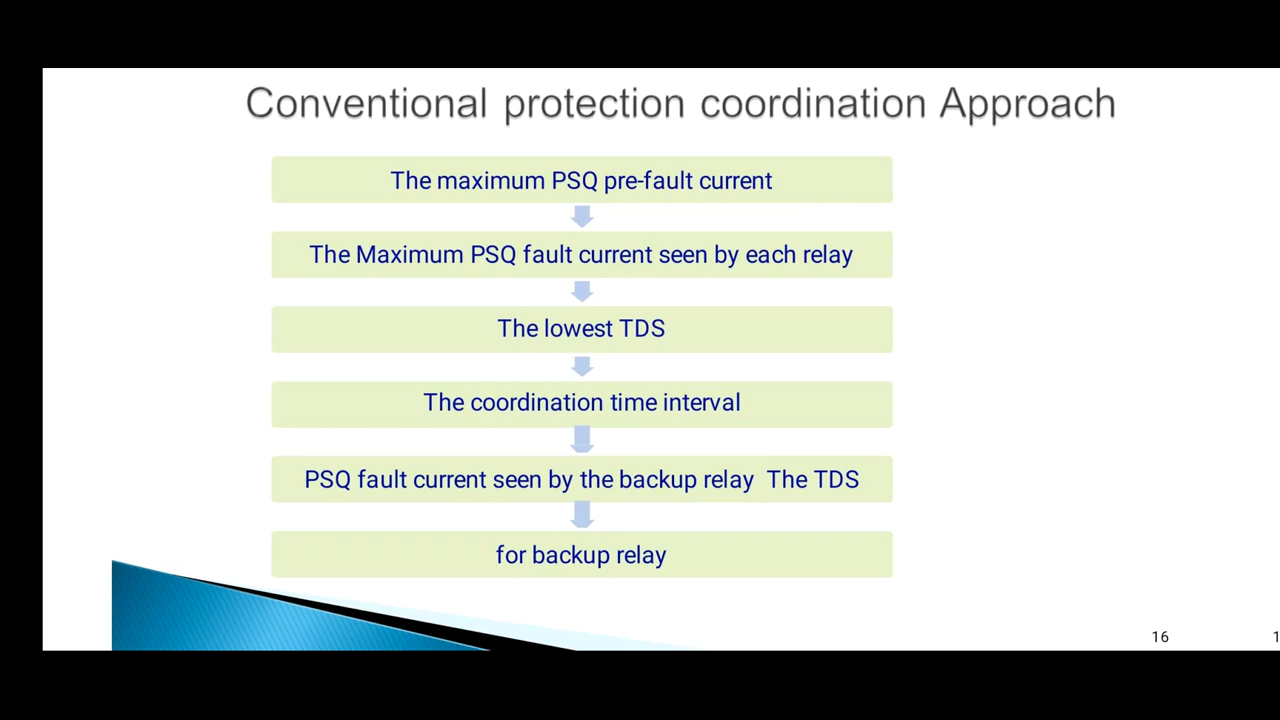 Conventional protection coordination Approach
The maximum PSQ pre-fault current
The Maximum PSQ fault current seen by each relay
The lowest TDS
The coordination time interval
PSQ fault current seen by the backup relay The TDS
for backup relay
16
1